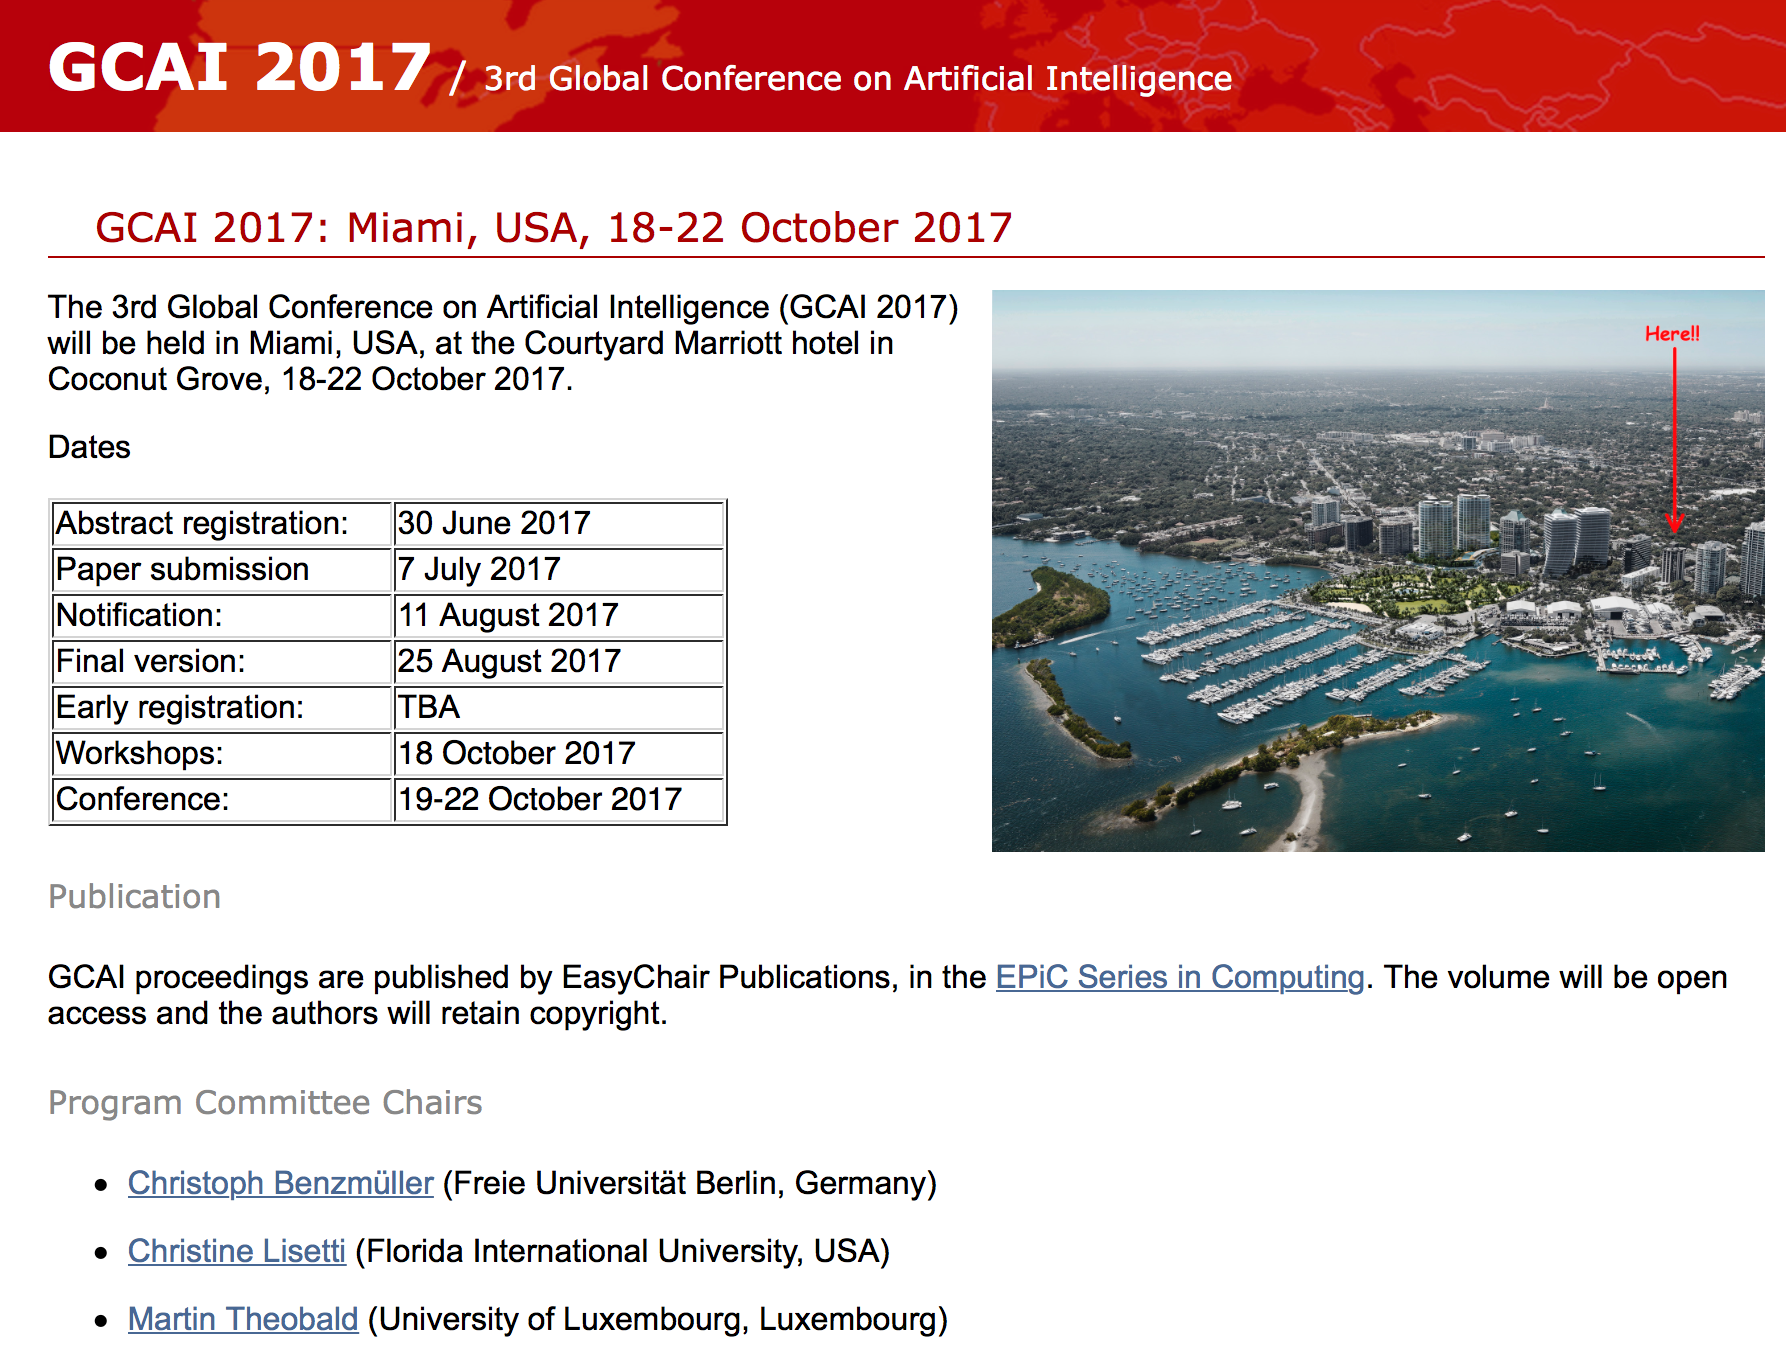 GCAI 2017 / 3rd Global Conference on Artificial Intelligence
GCAI 2017: Miami, USA, 18-22 October 2017
The 3rd Global Conference on Artificial Intelligence (GCAI 2017)
will be held in Miami, USA, at the Courtyard Marriott hotel in
Coconut Grove, 18-22 October 2017.
Here!!
Dates
Abstract registration: 30 June 2017
Paper submission 7 July 2017
Notification: 11 August 2017
Final version: 25 August 2017
Early registration: TBA
Workshops: 18 October 2017
Conference: 19-22 October 2017
Publication
GCAI proceedings are published by EasyChair Publications, in the EPiC Series in Computing. The volume will be open
access and the authors will retain copyright.
Program Committee Chairs
• Christoph Benzmüller (Freie Universität Berlin, Germany)
• Christine Lisetti (Florida International University, USA)
• Martin Theobald (University of Luxembourg, Luxembourg)